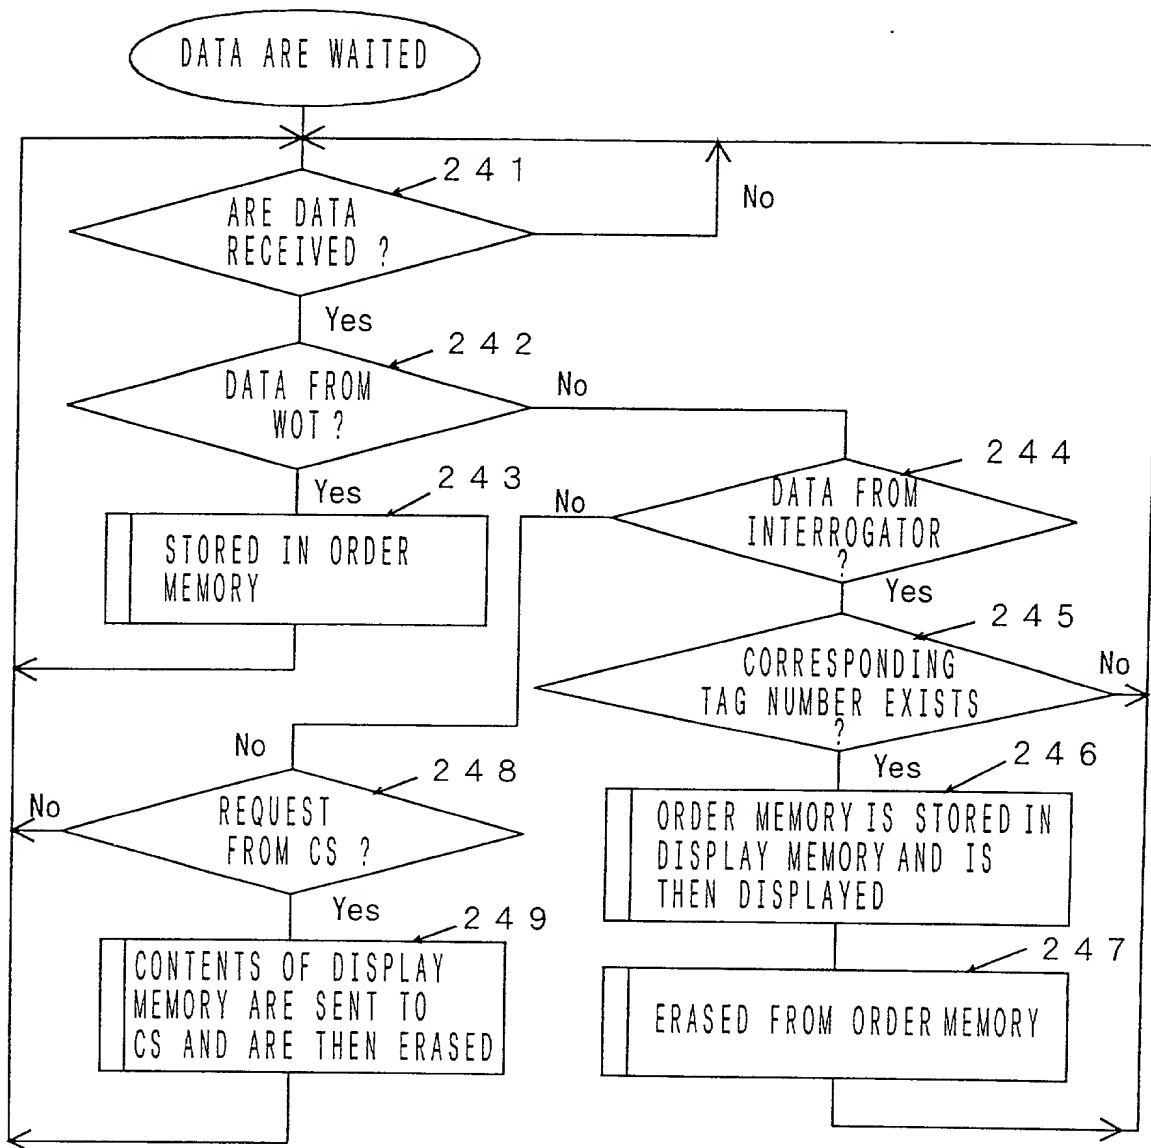 DATA ARE WAITED
241
ARE DATA
RECEIVED ?
No
Yes
242
DATA FROM
WOT ?
No
Yes
243
STORED IN ORDER
MEMORY
244
DATA FROM
INTERROGATOR
?
No
Yes
245
CORRESPONDING
TAG NUMBER EXISTS
?
No
Yes
246
ORDER MEMORY IS STORED IN
DISPLAY MEMORY AND IS
THEN DISPLAYED
247
ERASED FROM ORDER MEMORY
No
248
REQUEST
FROM CS ?
No
Yes
249
CONTENTS OF DISPLAY
MEMORY ARE SENT TO
CS AND ARE THEN ERASED